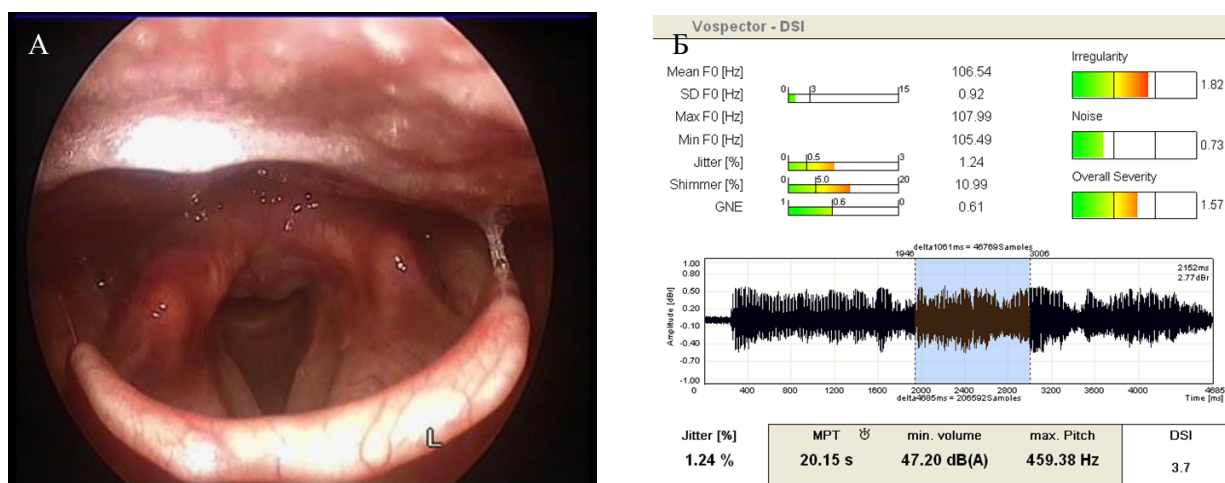 А
L
Б
Vospector - DSI
Mean F0 [Hz] 106.54
SD F0 [Hz] 0 3 15 0.92
Max F0 [Hz] 107.99
Min F0 [Hz] 105.49
Jitter [%] 0 0.5 3 1.24
Shimmer [%] 0 5.0 20 10.99
GNE 1 0.6 0 0.61
Irregularity
1.82
Noise
0.73
Overall Severity
1.57
delta1061ms = 46769Samples
1946 3006
2152ms
2.77dBr
Amplitude [dBr]
1.00
0.80
0.50
0.20
-0.10
-0.40
-0.70
-1.00
0 400 800 1200 1600 2000 2400 2800 3200 3600 4000 4685
delta4685ms = 206592Samples
Time [ms]
Jitter [%] MPT min. volume max. Pitch DSI
1.24 % 20.15 s 47.20 dB(A) 459.38 Hz 3.7